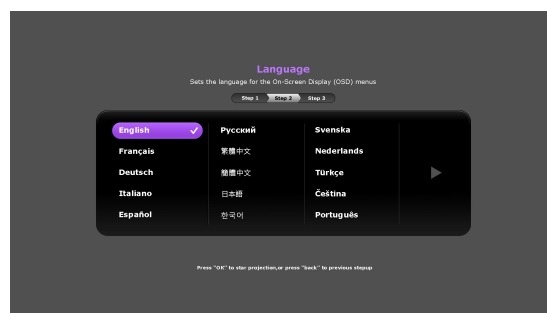 Language
Sets the language for the On-Screen Display (OSD) menus
Step 1 Step 2 Step 3
English Русский Svenska
Français 繁體中文 Nederlands
Deutsch 簡體中文 Türkçe
Italiano 日本語 Čeština
Español 한국어 Português
Press "OK" to star projection,or press "back" to previous stepup